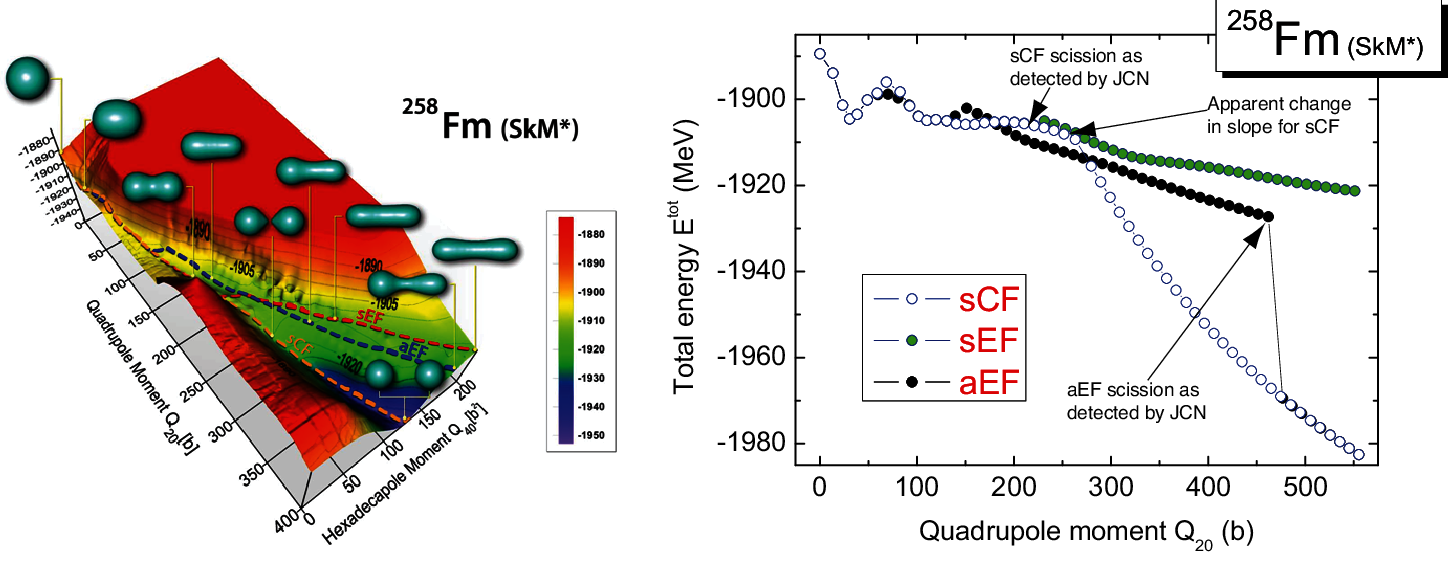 258Fm (SkM*)
-1880
-1890
-1900
-1910
-1920
-1930
-1940
0
50
100
150
200
250
300
350
400
Quadrupole Moment Q20[b]
0
50
100
150
200
Hexadecapole Moment Q40[b²]
-1890
-1905
-1890
-1905
-1920
sEF
aEF
sCF
-1880
-1890
-1900
-1910
-1920
-1930
-1940
-1950
258Fm (SkM*)
sCF scission as
detected by JCN
Apparent change
in slope for sCF
aEF scission as
detected by JCN
sCF
sEF
aEF
Total energy Etot (MeV)
-1900
-1920
-1940
-1960
-1980
0
100
200
300
400
500
Quadrupole moment Q20 (b)